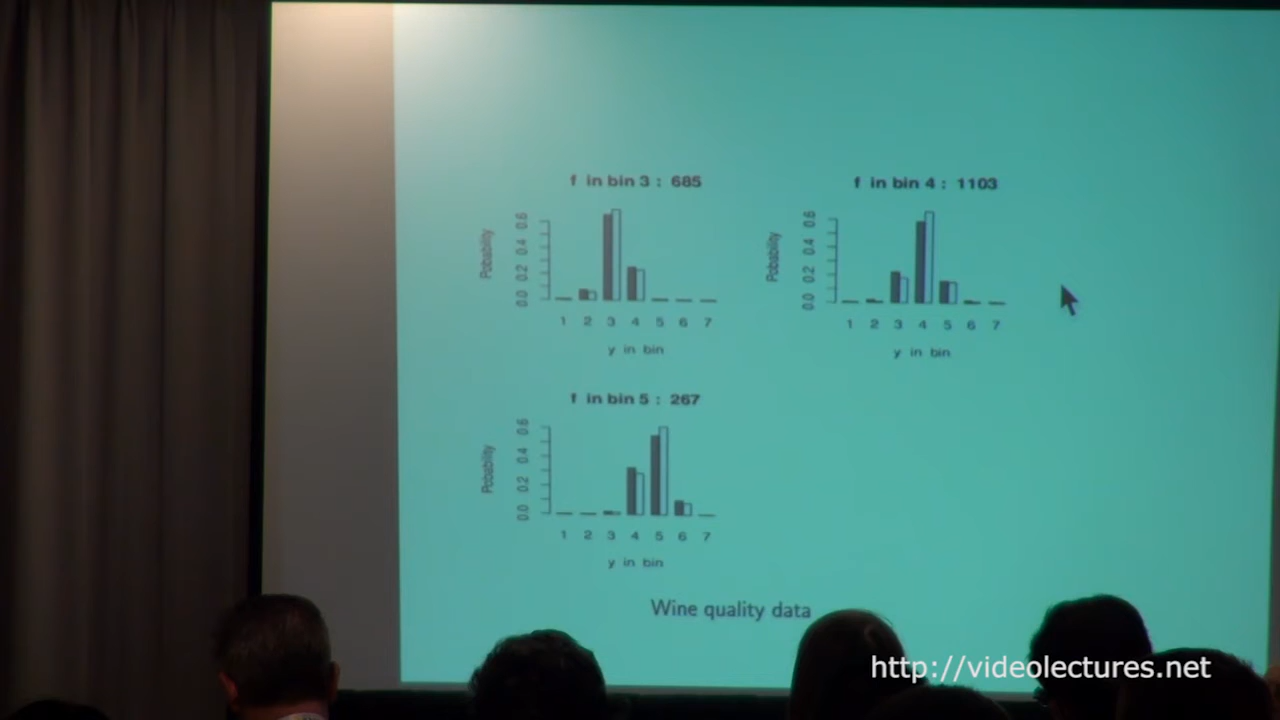 f in bin 3 : 685
Pobability
0.0 0.2 0.4 0.6
1 2 3 4 5 6 7
y in bin
f in bin 4 : 1103
Pobability
0.0 0.2 0.4 0.6
1 2 3 4 5 6 7
y in bin
f in bin 5 : 267
Pobability
0.0 0.2 0.4 0.6
1 2 3 4 5 6 7
y in bin
Wine quality data
http://videolectures.net